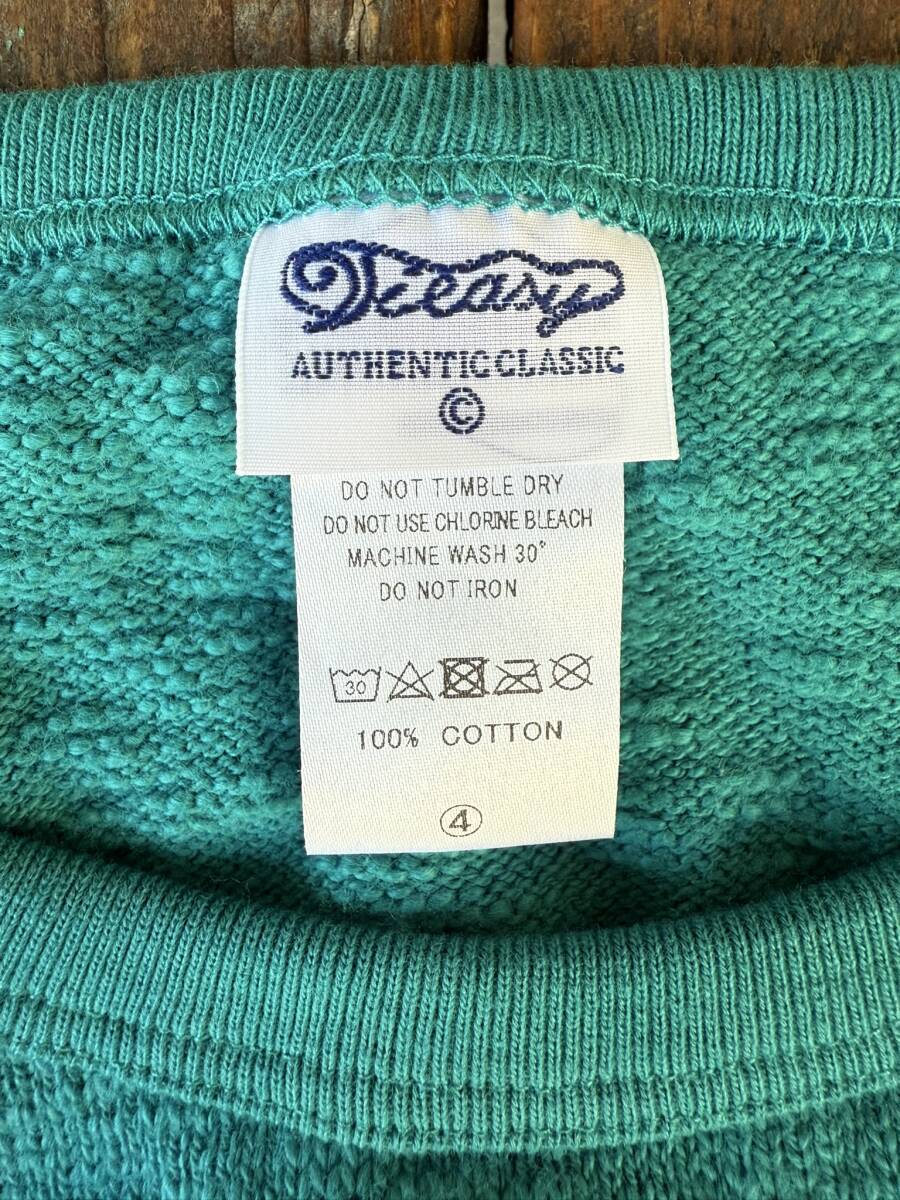 Tieasy
AUTHENTIC CLASSIC
©
DO NOT TUMBLE DRY
DO NOT USE CHLORINE BLEACH
MACHINE WASH 30°
DO NOT IRON
30
100% COTTON
④